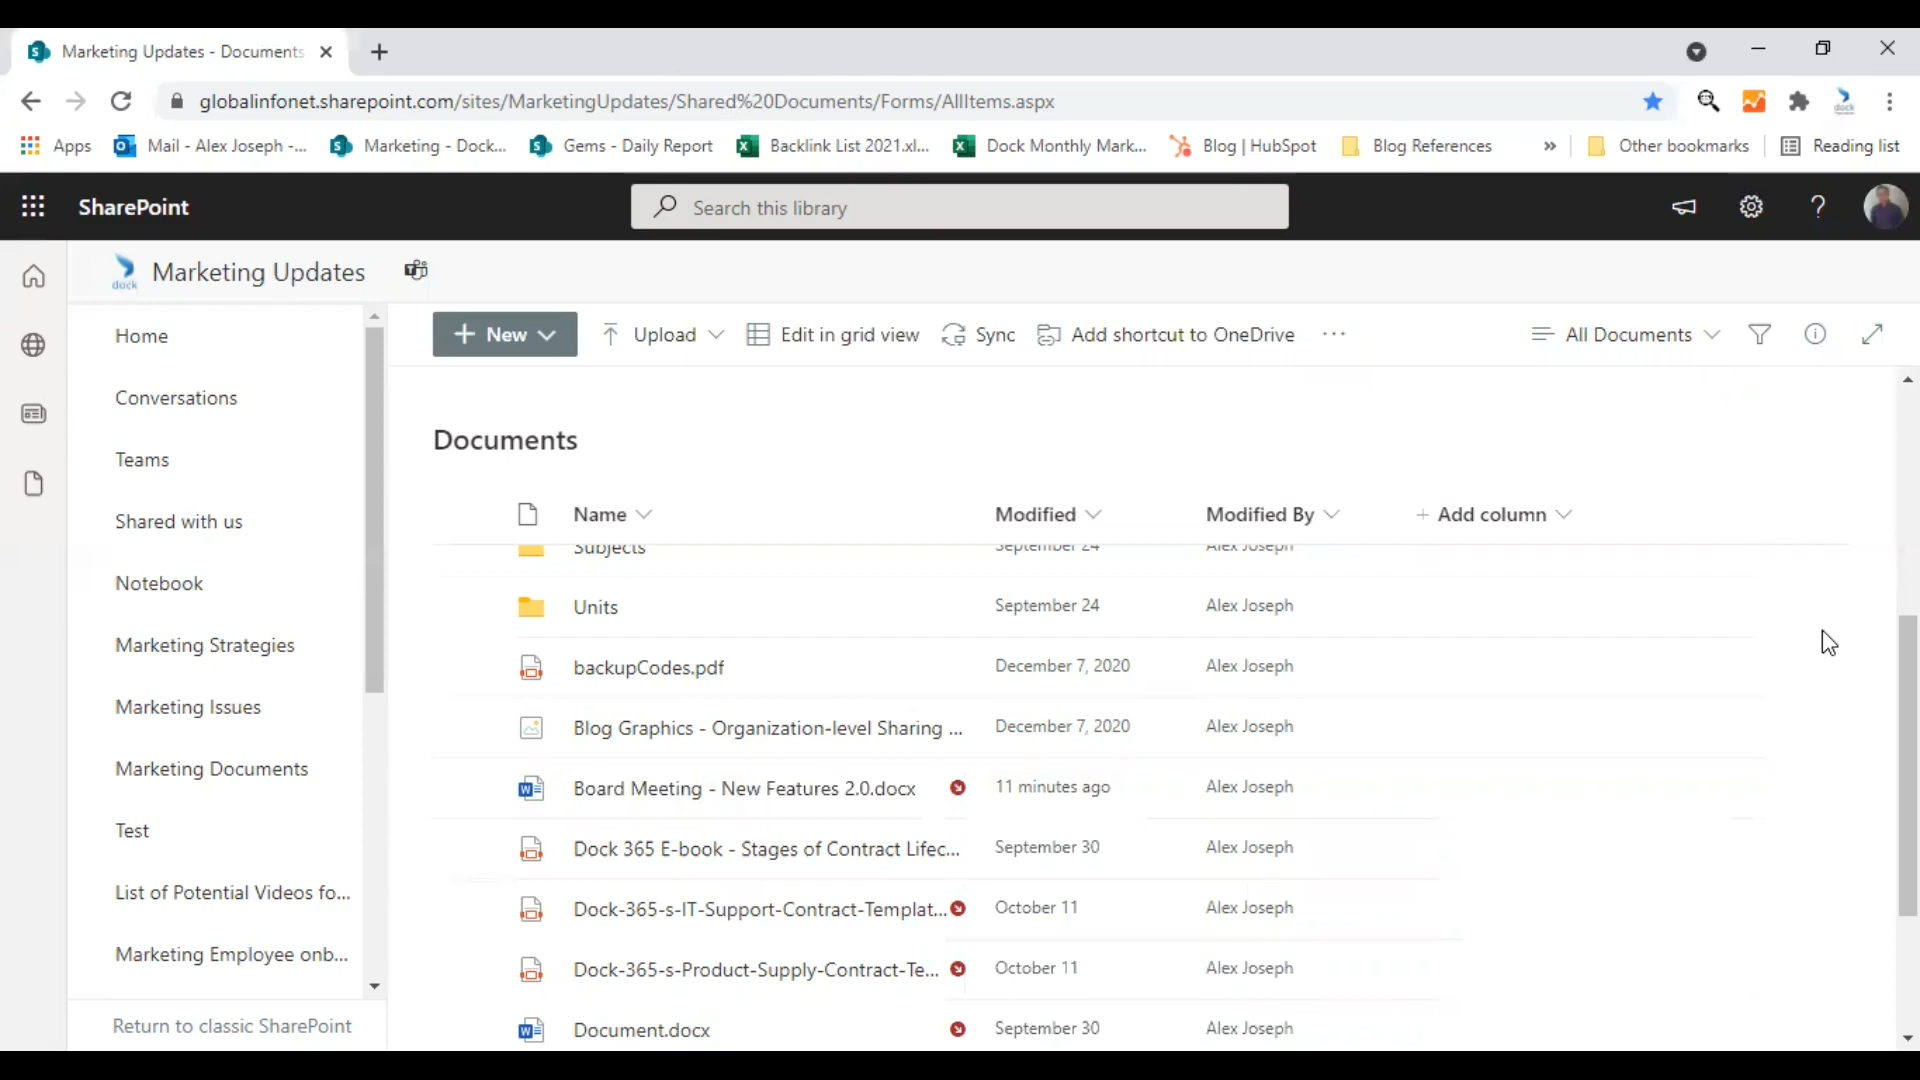 Marketing Updates - Documents
globalinfonet.sharepoint.com/sites/MarketingUpdates/Shared%20Documents/Forms/AllItems.aspx
Apps Mail - Alex Joseph -... Marketing - Dock... Gems - Daily Report Backlink List 2021.xl... Dock Monthly Mark... Blog | HubSpot Blog References » Other bookmarks Reading list
SharePoint Search this library ?
dock Marketing Updates
Home
Conversations
Teams
Shared with us
Notebook
Marketing Strategies
Marketing Issues
Marketing Documents
Test
List of Potential Videos fo...
Marketing Employee onb...
Return to classic SharePoint
+ New Upload Edit in grid view Sync Add shortcut to OneDrive ... All Documents
Documents
Name Modified Modified By + Add column
Subjects September 24 Alex Joseph
Units September 24 Alex Joseph
backupCodes.pdf December 7, 2020 Alex Joseph
Blog Graphics - Organization-level Sharing ... December 7, 2020 Alex Joseph
Board Meeting - New Features 2.0.docx 11 minutes ago Alex Joseph
Dock 365 E-book - Stages of Contract Lifec... September 30 Alex Joseph
Dock-365-s-IT-Support-Contract-Templat... October 11 Alex Joseph
Dock-365-s-Product-Supply-Contract-Te... October 11 Alex Joseph
Document.docx September 30 Alex Joseph